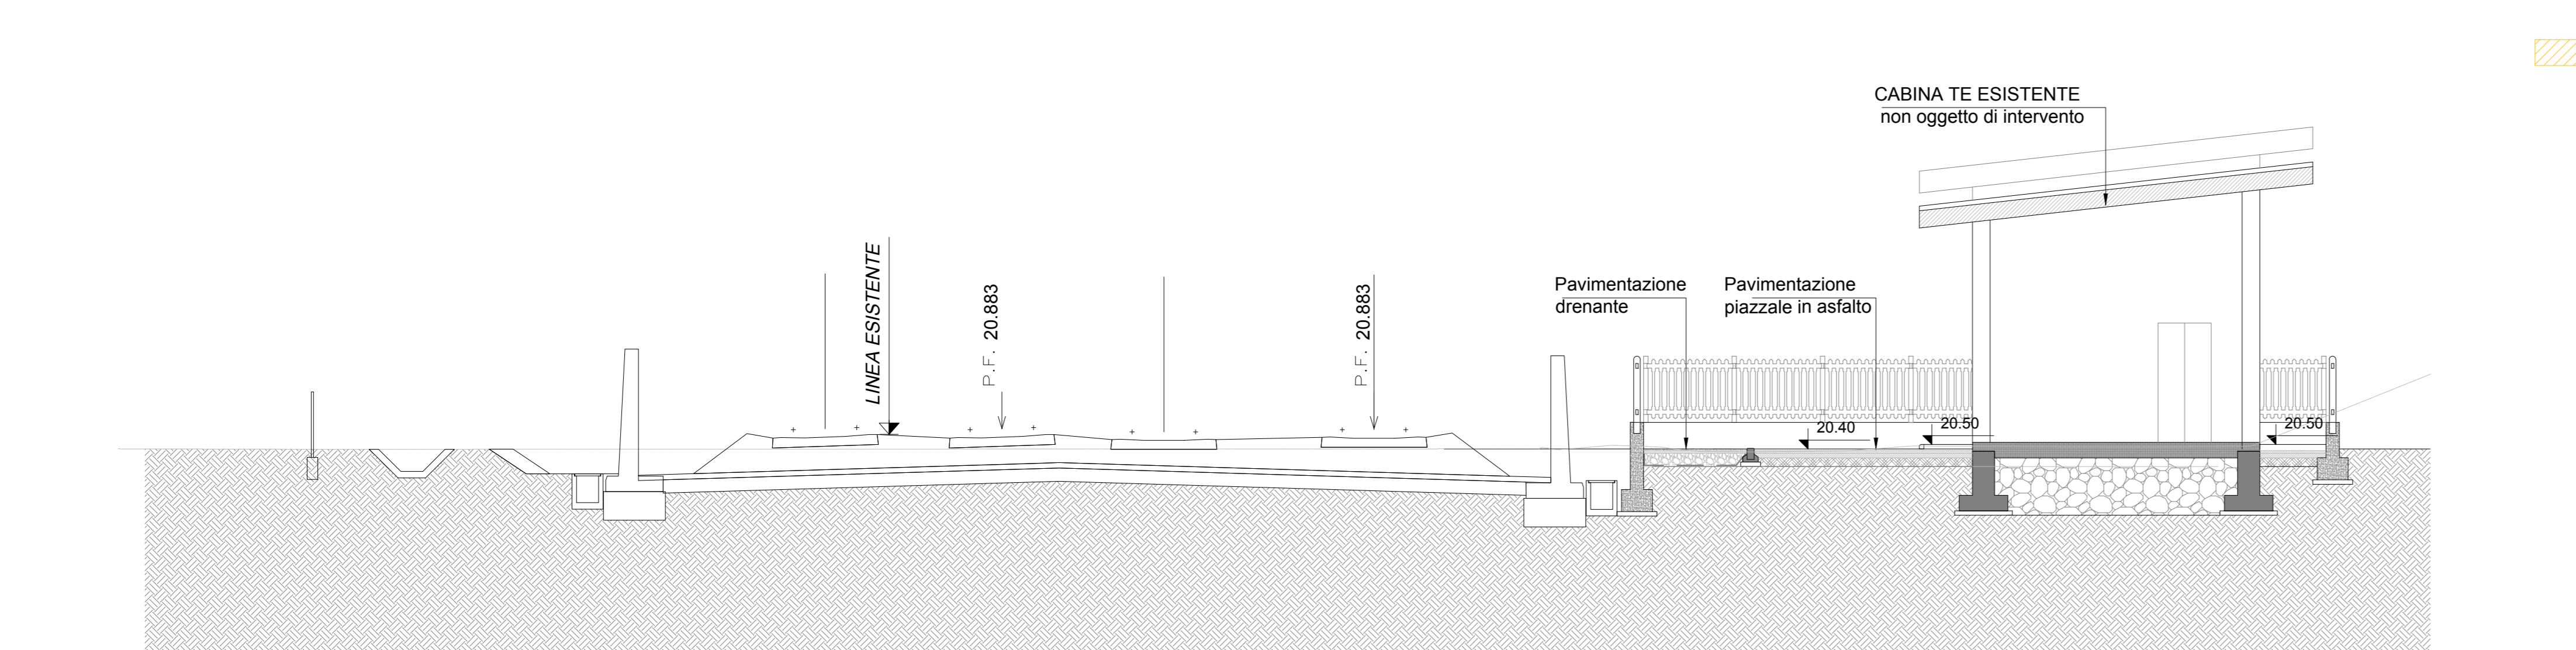 CABINA TE ESISTENTE
non oggetto di intervento
LINEA ESISTENTE
P.F. 20.883
P.F. 20.883
Pavimentazione
drenante
Pavimentazione
piazzale in asfalto
20.40
20.50
20.50